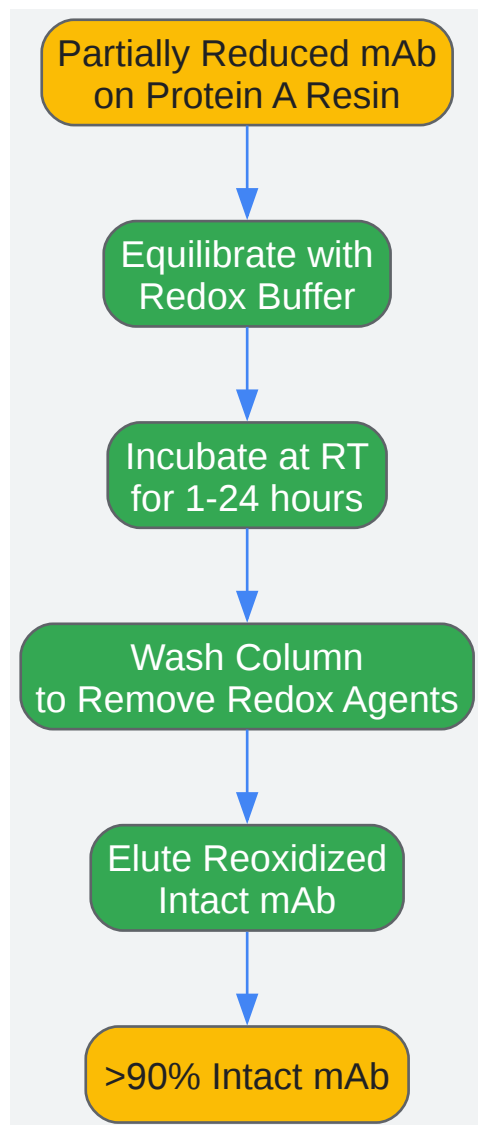 Partially Reduced mAb
on Protein A Resin
Equilibrate with
Redox Buffer
Incubate at RT
for 1-24 hours
Wash Column
to Remove Redox Agents
Elute Reoxidized
Intact mAb
>90% Intact mAb